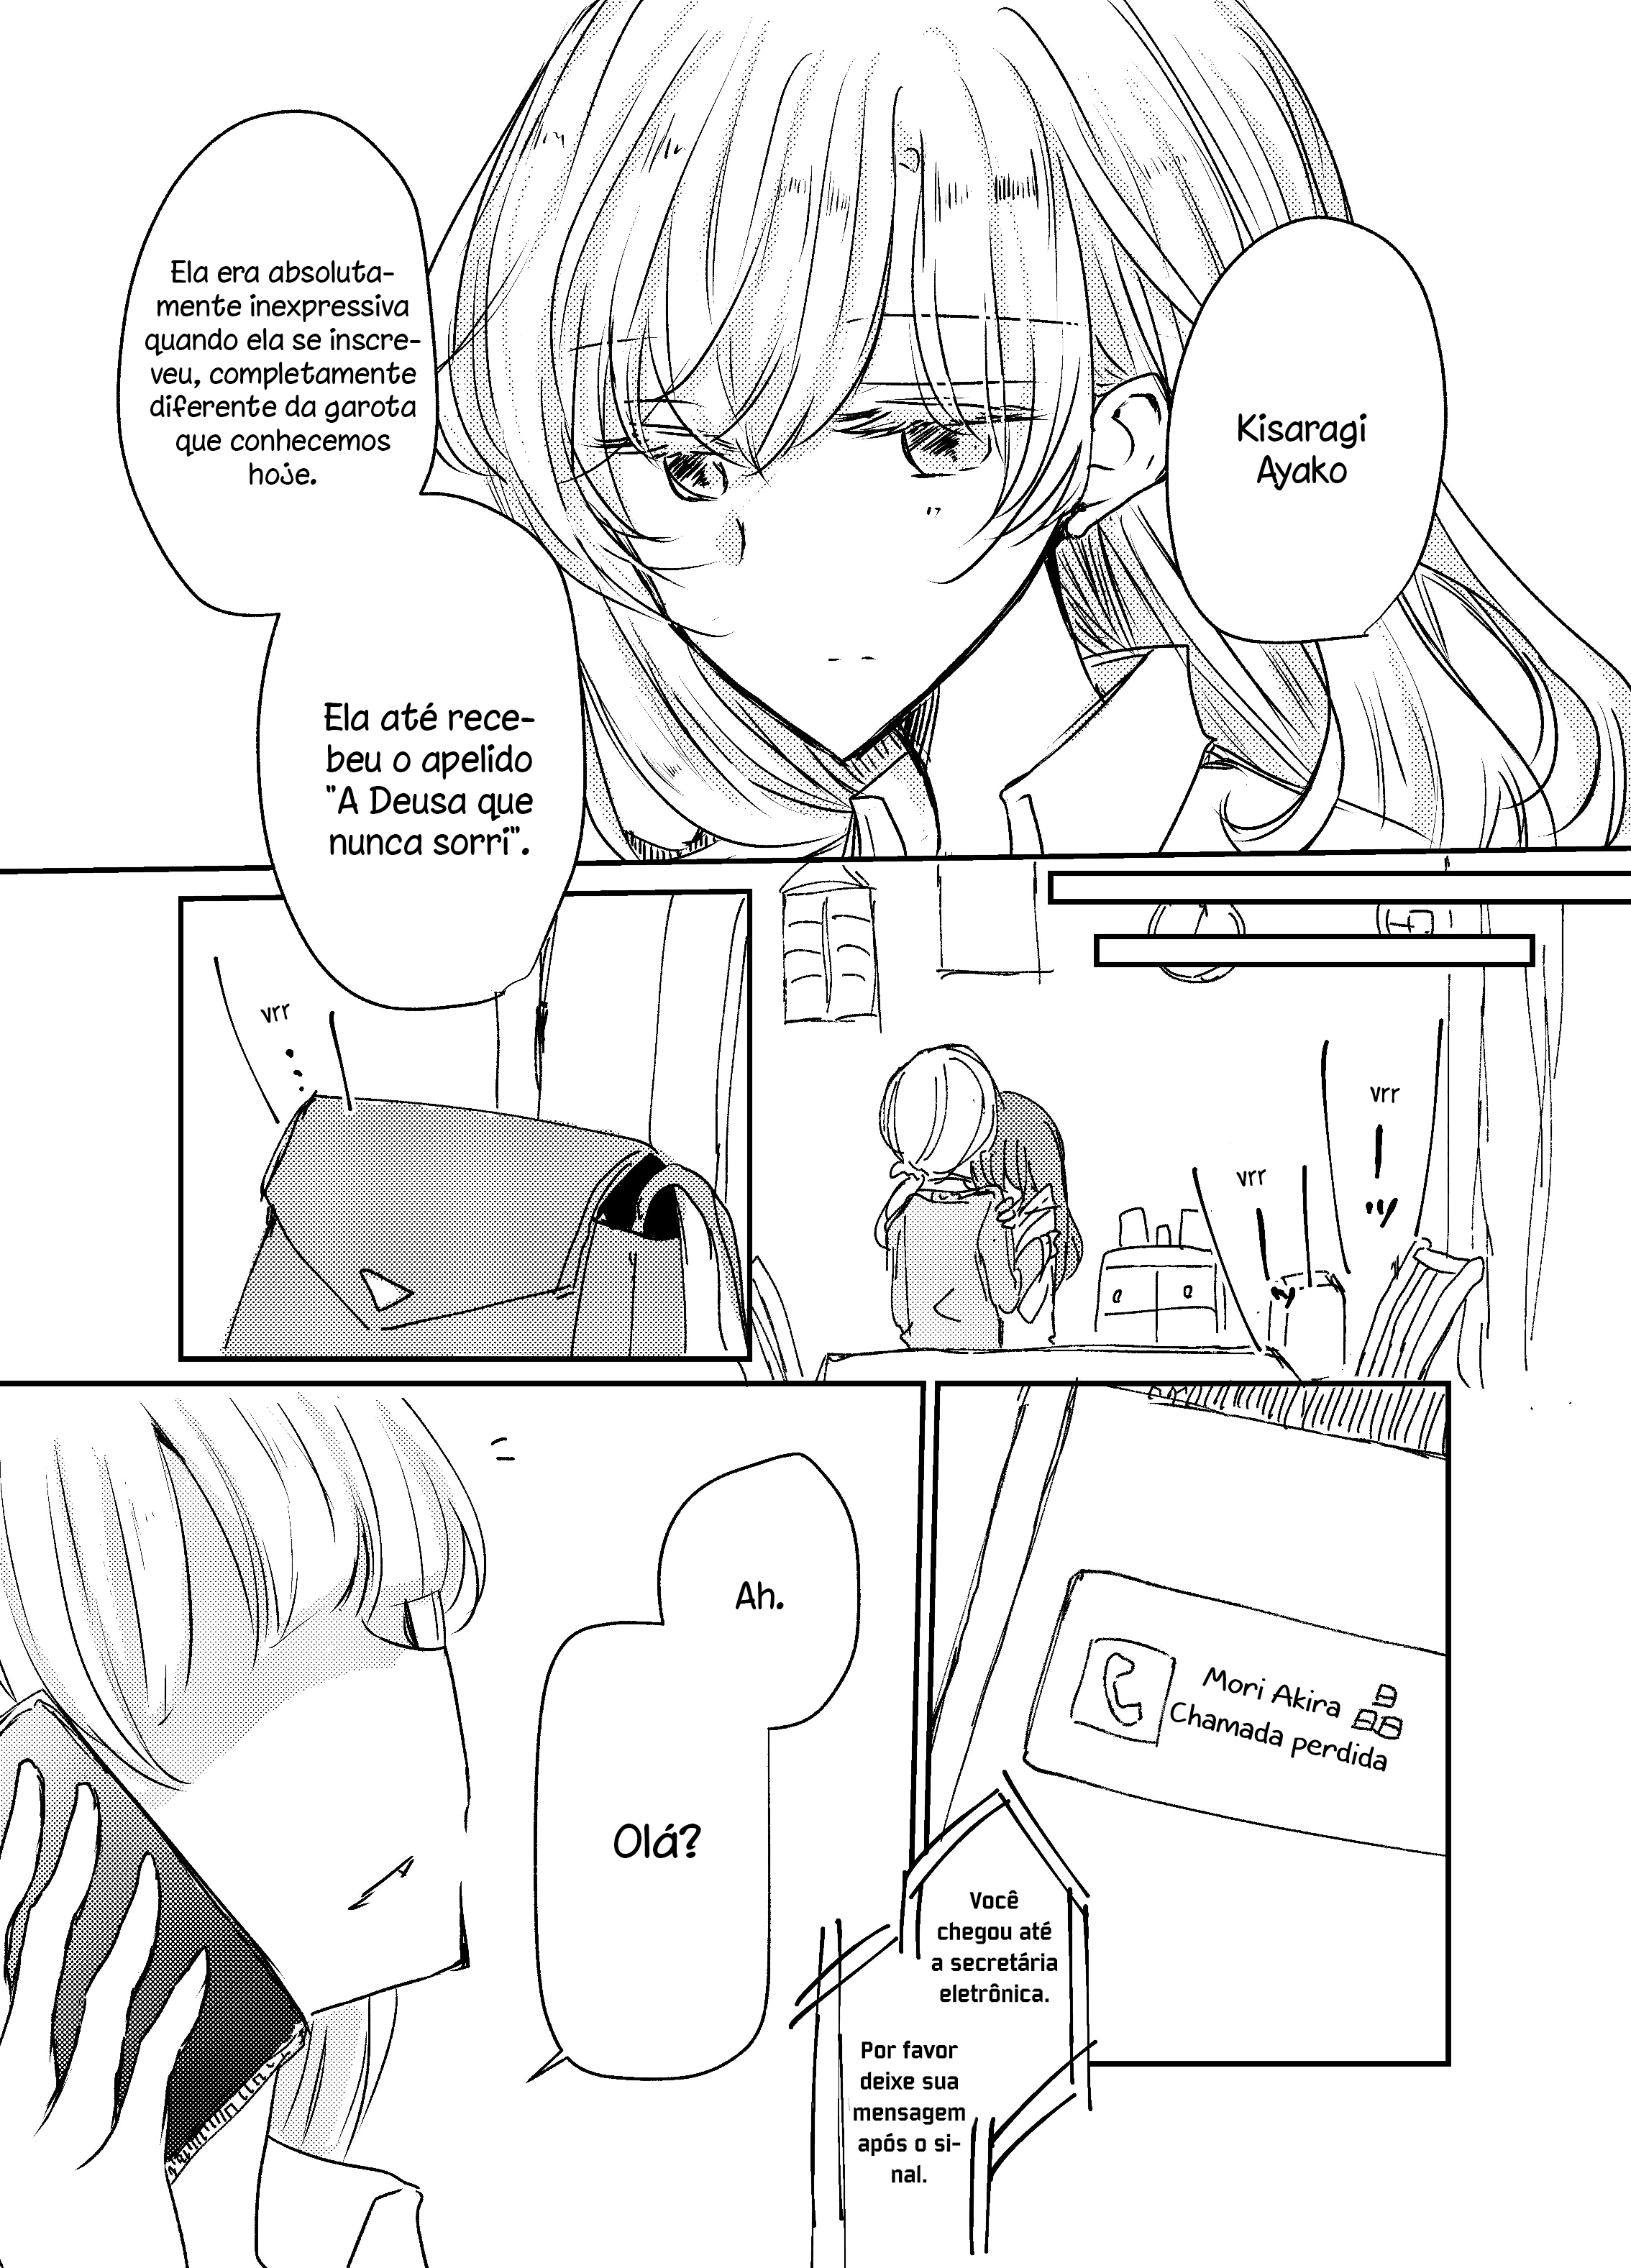 Kisaragi
Ayako
Ela era absoluta-
mente inexpressiva
quando ela se inscre-
veu, completamente
diferente da garota
que conhecemos
hoje.
Ela até rece-
beu o apelido
"A Deusa que
nunca sorri".
vrr
vrr
ッ
vrr
Mori Akira
Chamada perdida
Você
chegou até
a secretária
eletrônica.
Por favor
deixe sua
mensagem
após o si-
nal.
Ah.
Olá?